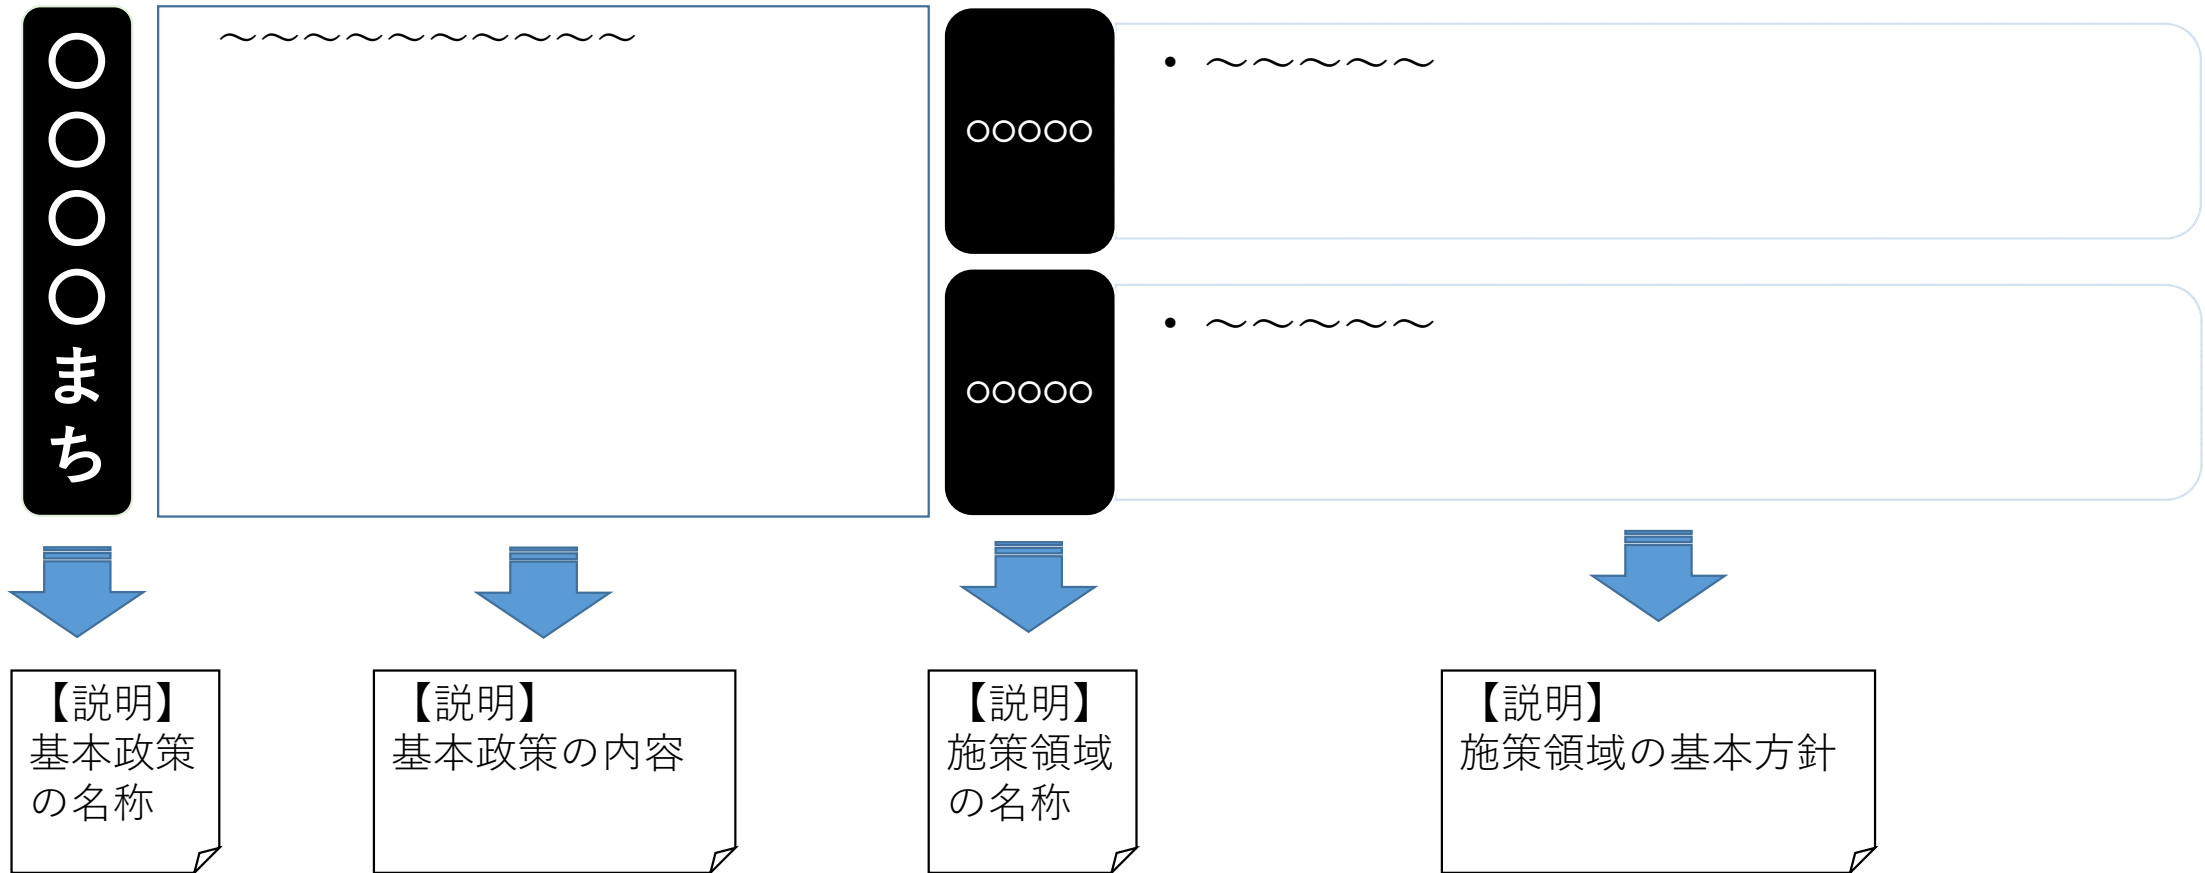 〇〇〇〇まち
～～～～～～～～～～
〇〇〇〇〇
• ～～～～～
〇〇〇〇〇
• ～～～～～
【説明】
基本政策
の名称
【説明】
基本政策の内容
【説明】
施策領域
の名称
【説明】
施策領域の基本方針